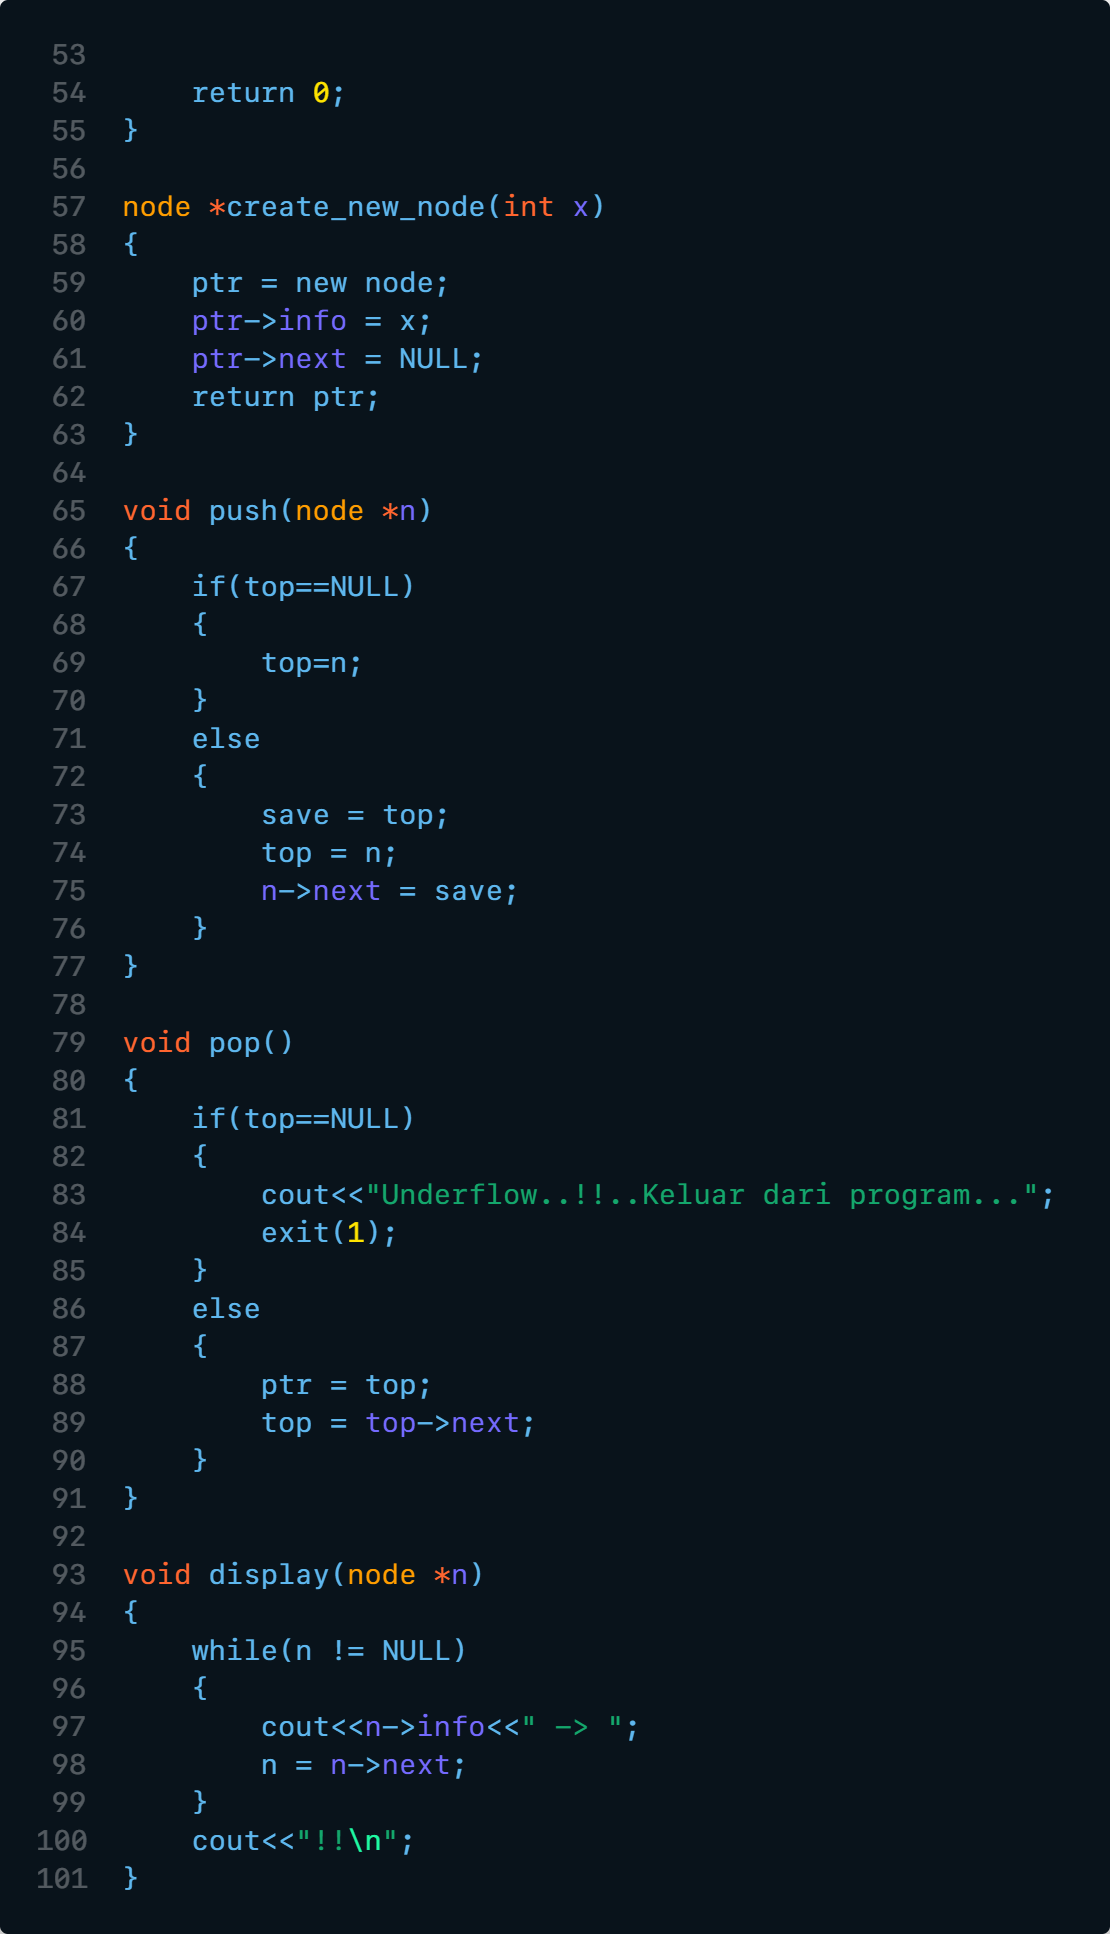 53
54      return 0;
55  }
56
57  node *create_new_node(int x)
58  {
59      ptr = new node;
60      ptr->info = x;
61      ptr->next = NULL;
62      return ptr;
63  }
64
65  void push(node *n)
66  {
67      if(top==NULL)
68      {
69          top=n;
70      }
71      else
72      {
73          save = top;
74          top = n;
75          n->next = save;
76      }
77  }
78
79  void pop()
80  {
81      if(top==NULL)
82      {
83          cout<<"Underflow..!!..Keluar dari program...";
84          exit(1);
85      }
86      else
87      {
88          ptr = top;
89          top = top->next;
90      }
91  }
92
93  void display(node *n)
94  {
95      while(n != NULL)
96      {
97          cout<<n->info<<" -> ";
98          n = n->next;
99      }
100     cout<<"!!\n";
101 }